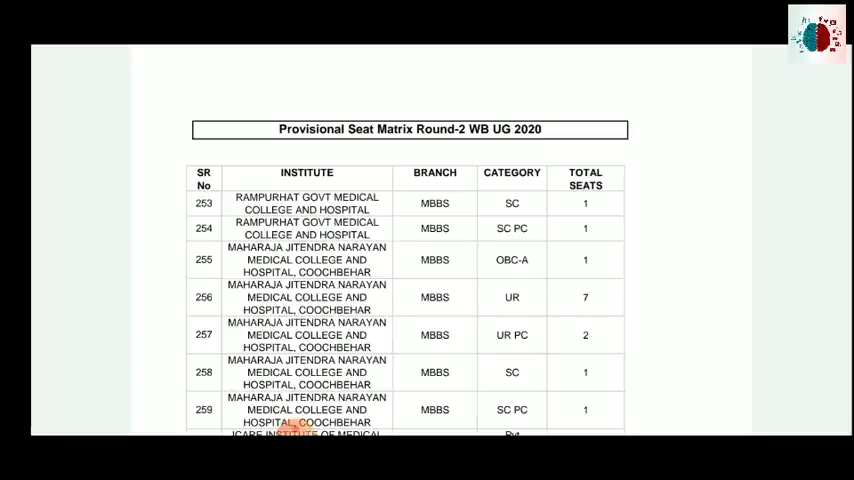 Provisional Seat Matrix Round-2 WB UG 2020
SR No INSTITUTE BRANCH CATEGORY TOTAL SEATS
253 RAMPURHAT GOVT MEDICAL COLLEGE AND HOSPITAL MBBS SC 1
254 RAMPURHAT GOVT MEDICAL COLLEGE AND HOSPITAL MBBS SC PC 1
255 MAHARAJA JITENDRA NARAYAN MEDICAL COLLEGE AND HOSPITAL, COOCHBEHAR MBBS OBC-A 1
256 MAHARAJA JITENDRA NARAYAN MEDICAL COLLEGE AND HOSPITAL, COOCHBEHAR MBBS UR 7
257 MAHARAJA JITENDRA NARAYAN MEDICAL COLLEGE AND HOSPITAL, COOCHBEHAR MBBS UR PC 2
258 MAHARAJA JITENDRA NARAYAN MEDICAL COLLEGE AND HOSPITAL, COOCHBEHAR MBBS SC 1
259 MAHARAJA JITENDRA NARAYAN MEDICAL COLLEGE AND HOSPITAL, COOCHBEHAR MBBS SC PC 1
ICARE INSTITUTE OF MEDICAL Pvt